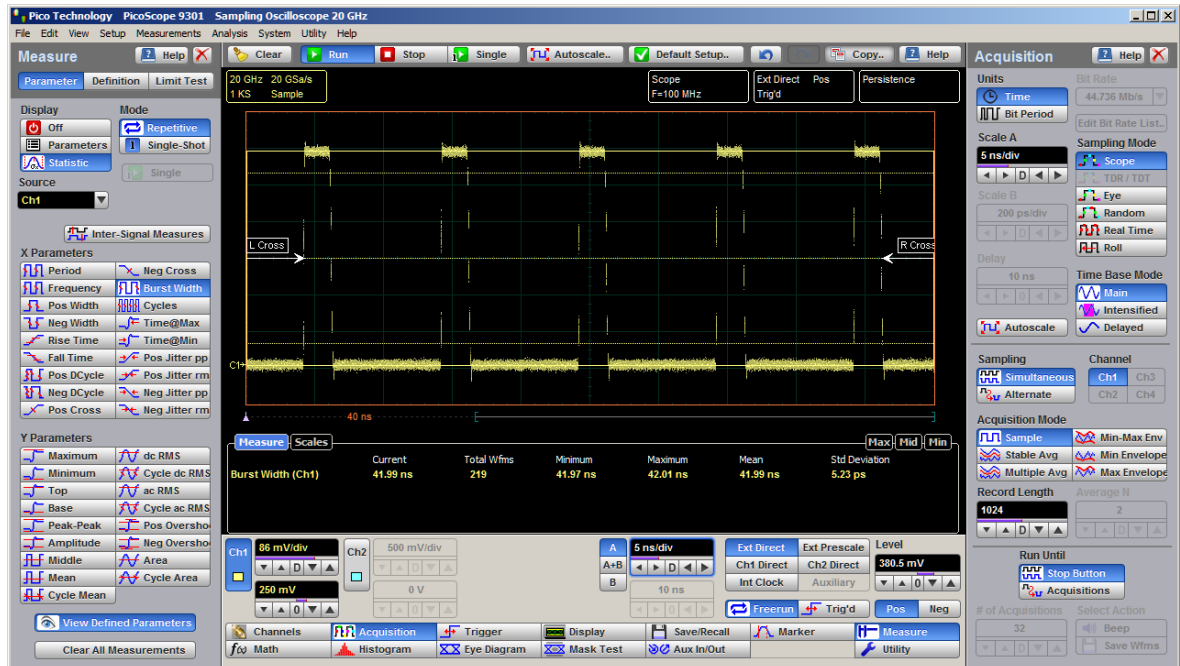 Pico Technology PicoScope 9301 Sampling Oscilloscope 20 GHz
File Edit View Setup Measurements Analysis System Utility Help
Measure Help
Parameter Definition Limit Test
Display Mode
Off Repetitive
Parameters 1 Single-Shot
Statistic Single
Source
Ch1
Inter-Signal Measures
X Parameters
Period Neg Cross
Frequency Burst Width
Pos Width Cycles
Neg Width Time@Max
Rise Time Time@Min
Fall Time Pos Jitter pp
Pos DCycle Pos Jitter rm
Neg DCycle Neg Jitter pp
Pos Cross Neg Jitter rm
Y Parameters
Maximum dc RMS
Minimum Cycle dc RMS
Top ac RMS
Base Cycle ac RMS
Peak-Peak Pos Oversho
Amplitude Neg Oversho
Middle Area
Mean Cycle Area
Cycle Mean
View Defined Parameters
Clear All Measurements
Clear Run Stop 1 Single Autoscale.. Default Setup.. Copy.. Help
20 GHz 20 GSa/s
1 KS Sample
Scope
F=100 MHz
Ext Direct Pos
Trig'd
Persistence
L Cross R Cross
C1
40 ns
Measure Scales Max Mid Min
Current Total Wfms Minimum Maximum Mean Std Deviation
Burst Width (Ch1) 41.99 ns 219 41.97 ns 42.01 ns 41.99 ns 5.23 ps
Ch1 86 mV/div Ch2 500 mV/div A 5 ns/div Ext Direct Ext Prescale Level
D D A+B D Ch1 Direct Ch2 Direct 380.5 mV
250 mV 0 V B 10 ns Int Clock Auxiliary 0
0 0 0 Freerun Trig'd Pos Neg
Channels Acquisition Trigger Display Save/Recall Marker Measure
f(x) Math Histogram Eye Diagram Mask Test Aux In/Out Utility
Acquisition Help
Units Bit Rate
Time 44.736 Mb/s
Bit Period Edit Bit Rate List..
Scale A Sampling Mode
5 ns/div Scope
D TDR / TDT
Scale B Eye
200 ps/div Random
D Real Time
Roll
Delay
10 ns Time Base Mode
0 Main
Intensified
Autoscale Delayed
Sampling Channel
Simultaneous Ch1 Ch3
Alternate Ch2 Ch4
Acquisition Mode
Sample Min-Max Env
Stable Avg Min Envelope
Multiple Avg Max Envelope
Record Length Average N
1024 2
D D
Run Until
Stop Button
Acquisitions
# of Acquisitions Select Action
32 Beep
D Save Wfms